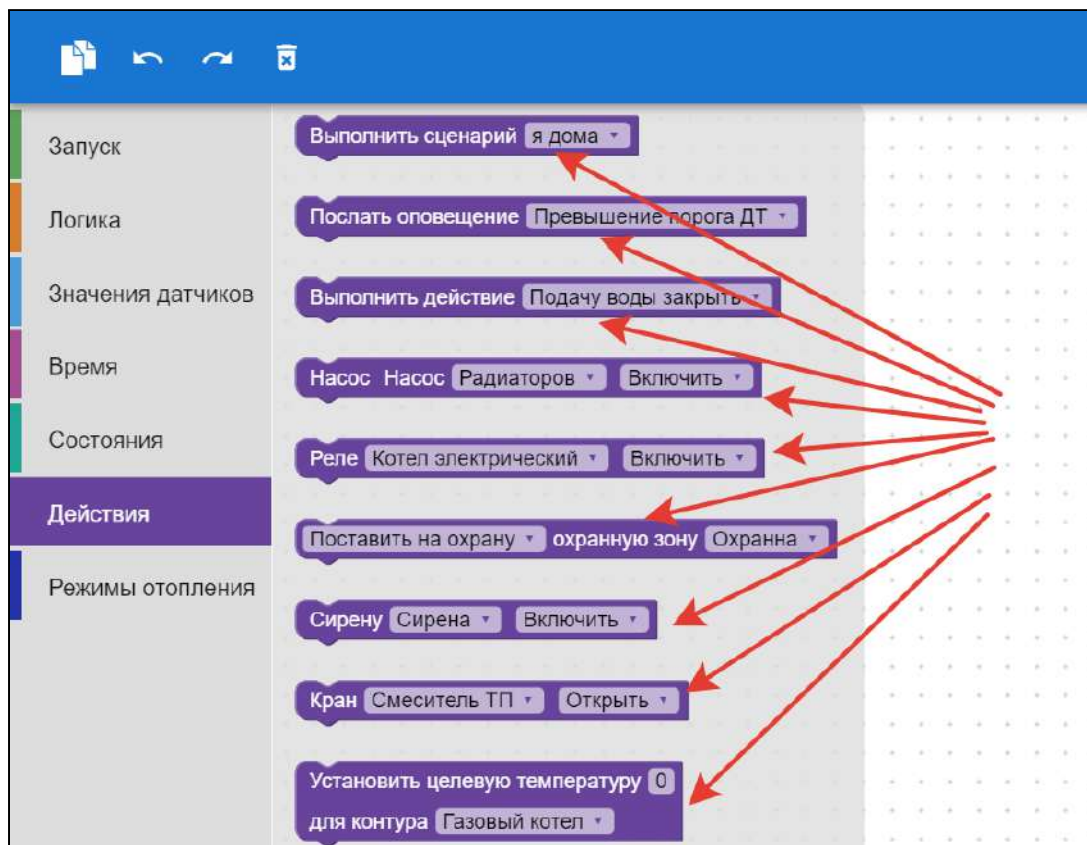 Запуск
Логика
Значения датчиков
Время
Состояния
Действия
Режимы отопления
Выполнить сценарий я дома
Послать оповещение Превышение порога ДТ
Выполнить действие Подачу воды закрыть
Насос Насос Радиаторов Включить
Реле Котел электрический Включить
Поставить на охрану охранную зону Охранна
Сирену Сирена Включить
Кран Смеситель ТП Открыть
Установить целевую температуру 0
для контура Газовый котел